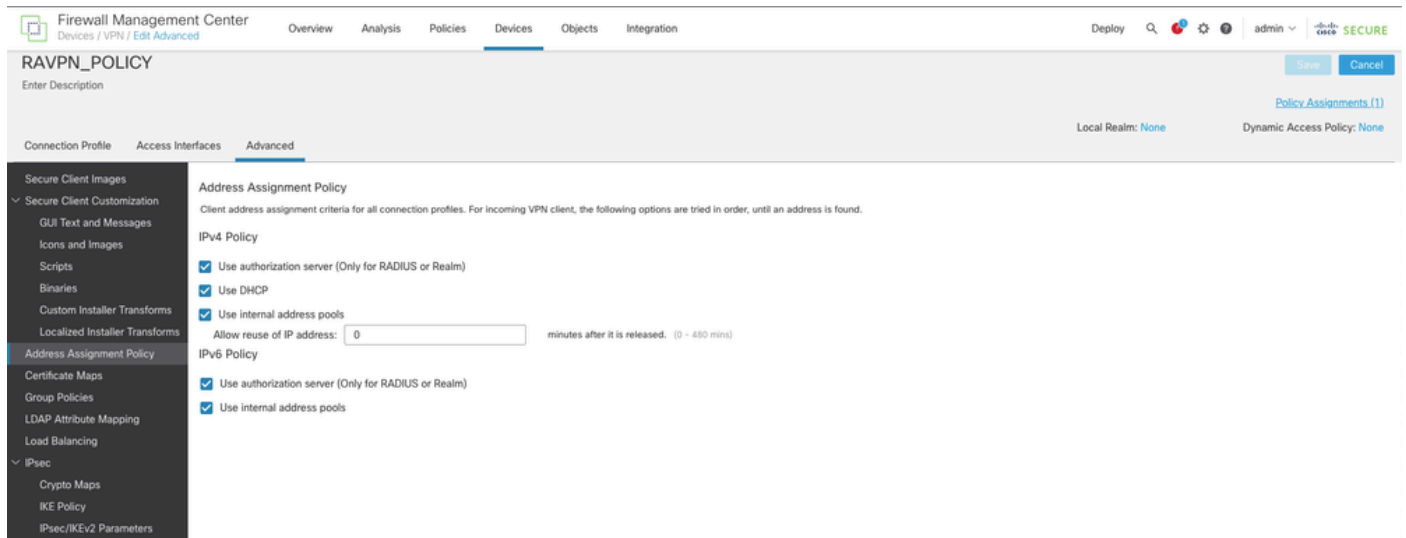 Firewall Management Center
Devices / VPN / Edit Advanced
Overview Analysis Policies Devices Objects Integration
Deploy admin SECURE
RAVPN_POLICY
Save Cancel
Enter Description
Policy Assignments (1)
Local Realm: None Dynamic Access Policy: None
Connection Profile Access Interfaces Advanced
Secure Client Images
Secure Client Customization
GUI Text and Messages
Icons and Images
Scripts
Binaries
Custom Installer Transforms
Localized Installer Transforms
Address Assignment Policy
Certificate Maps
Group Policies
LDAP Attribute Mapping
Load Balancing
IPsec
Crypto Maps
IKE Policy
IPsec/IKEv2 Parameters
Address Assignment Policy
Client address assignment criteria for all connection profiles. For incoming VPN client, the following options are tried in order, until an address is found.
IPv4 Policy
Use authorization server (Only for RADIUS or Realm)
Use DHCP
Use internal address pools
Allow reuse of IP address: 0 minutes after it is released. (0 - 480 mins)
IPv6 Policy
Use authorization server (Only for RADIUS or Realm)
Use internal address pools